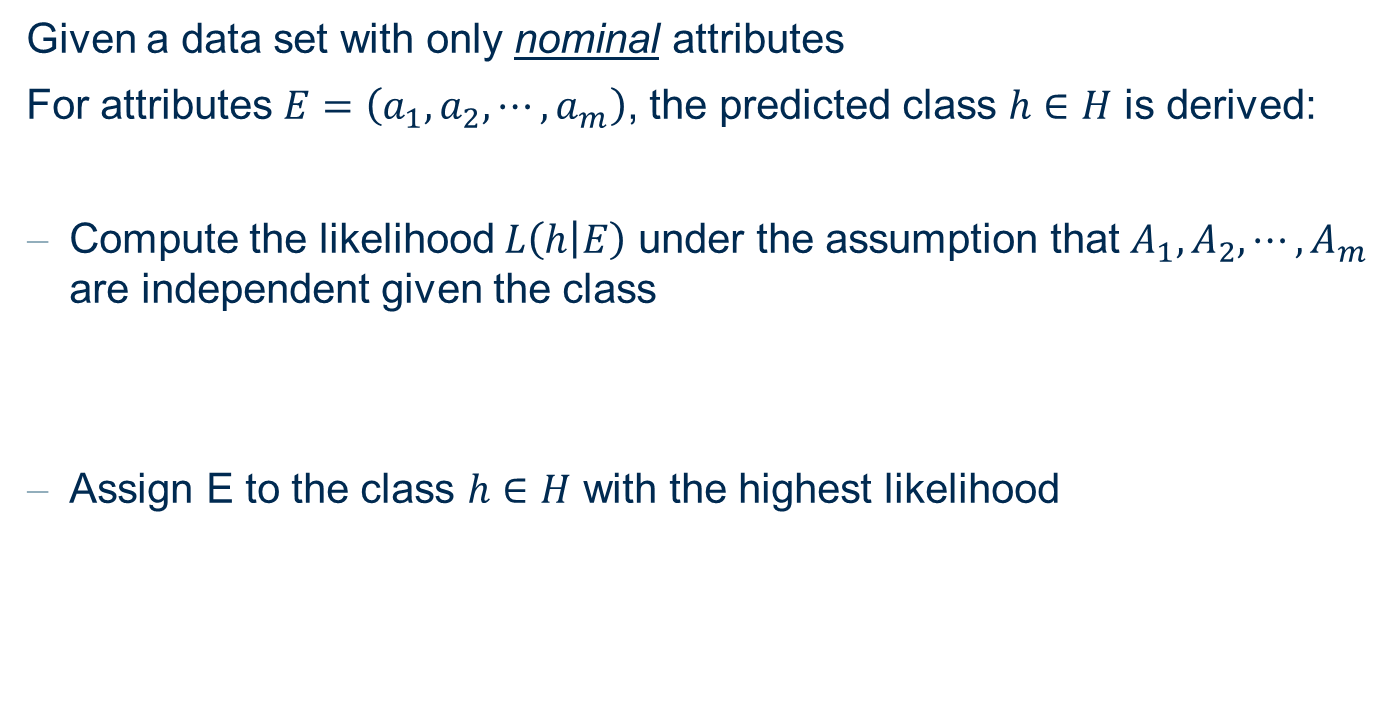 Given a data set with only nominal attributes
For attributes E = (a₁, a₂, ⋯, aₘ), the predicted class h ∈ H is derived:
– Compute the likelihood L(h|E) under the assumption that A₁, A₂, ⋯, Aₘ
are independent given the class
– Assign E to the class h ∈ H with the highest likelihood